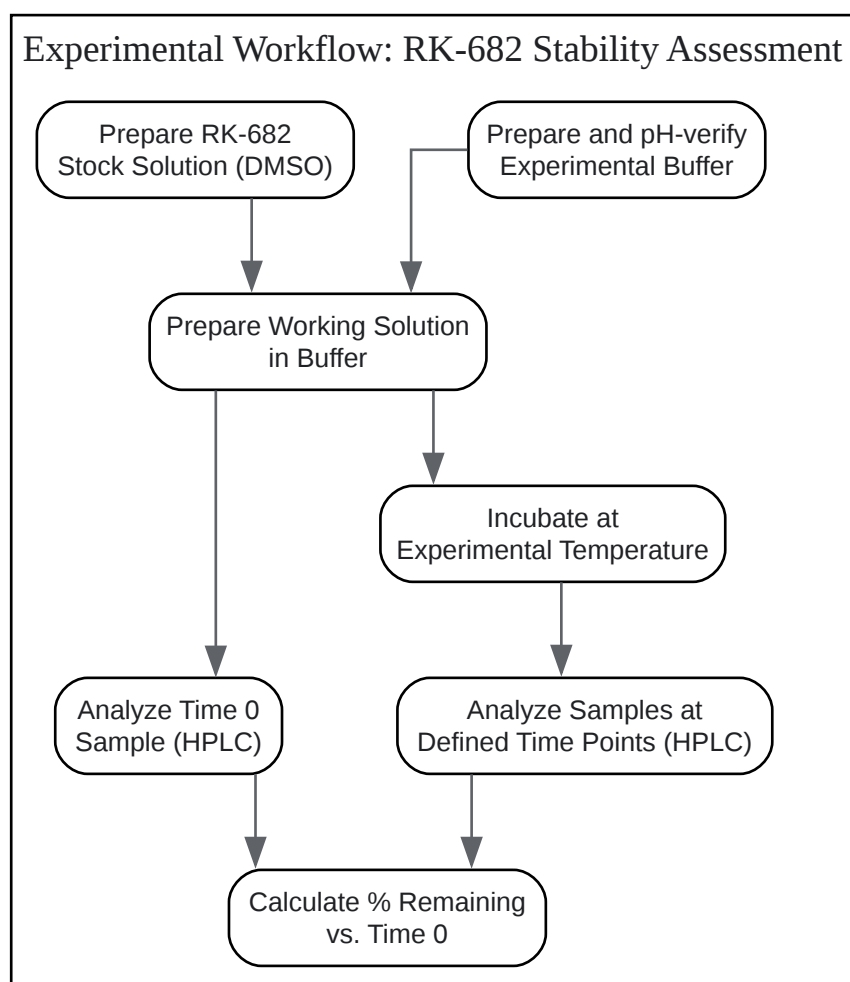 Experimental Workflow: RK-682 Stability Assessment
Prepare RK-682
Stock Solution (DMSO)
Prepare and pH-verify
Experimental Buffer
Prepare Working Solution
in Buffer
Incubate at
Experimental Temperature
Analyze Time 0
Sample (HPLC)
Analyze Samples at
Defined Time Points (HPLC)
Calculate % Remaining
vs. Time 0